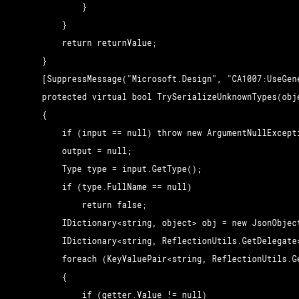 }
}
return returnValue;
}
[SuppressMessage("Microsoft.Design", "CA1007:UseGene
protected virtual bool TrySerializeUnknownTypes(obje
{
if (input == null) throw new ArgumentNullExcepti
output = null;
Type type = input.GetType();
if (type.FullName == null)
return false;
IDictionary<string, object> obj = new JsonObject
IDictionary<string, ReflectionUtils.GetDelegate>
foreach (KeyValuePair<string, ReflectionUtils.Ge
{
if (getter.Value != null)